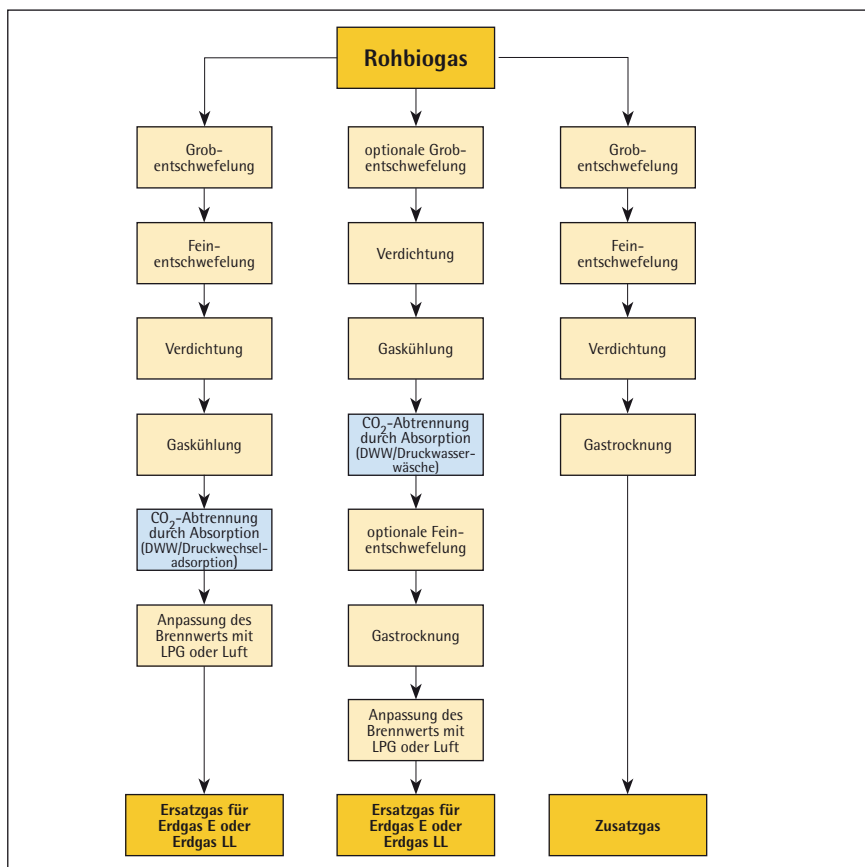 Rohbiogas
Grob-
entschwefelung
Fein-
entschwefelung
Verdichtung
Gaskühlung
CO₂-Abtrennung
durch Absorption
(DWW/Druckwechsel-
adsorption)
Anpassung des
Brennwerts mit
LPG oder Luft
Ersatzgas für
Erdgas E oder
Erdgas LL
optionale Grob-
entschwefelung
Verdichtung
Gaskühlung
CO₂-Abtrennung
durch Absorption
(DWW/Druckwasser-
wäsche)
optionale Fein-
entschwefelung
Gastrocknung
Anpassung des
Brennwerts mit
LPG oder Luft
Ersatzgas für
Erdgas E oder
Erdgas LL
Grob-
entschwefelung
Fein-
entschwefelung
Verdichtung
Gastrocknung
Zusatzgas